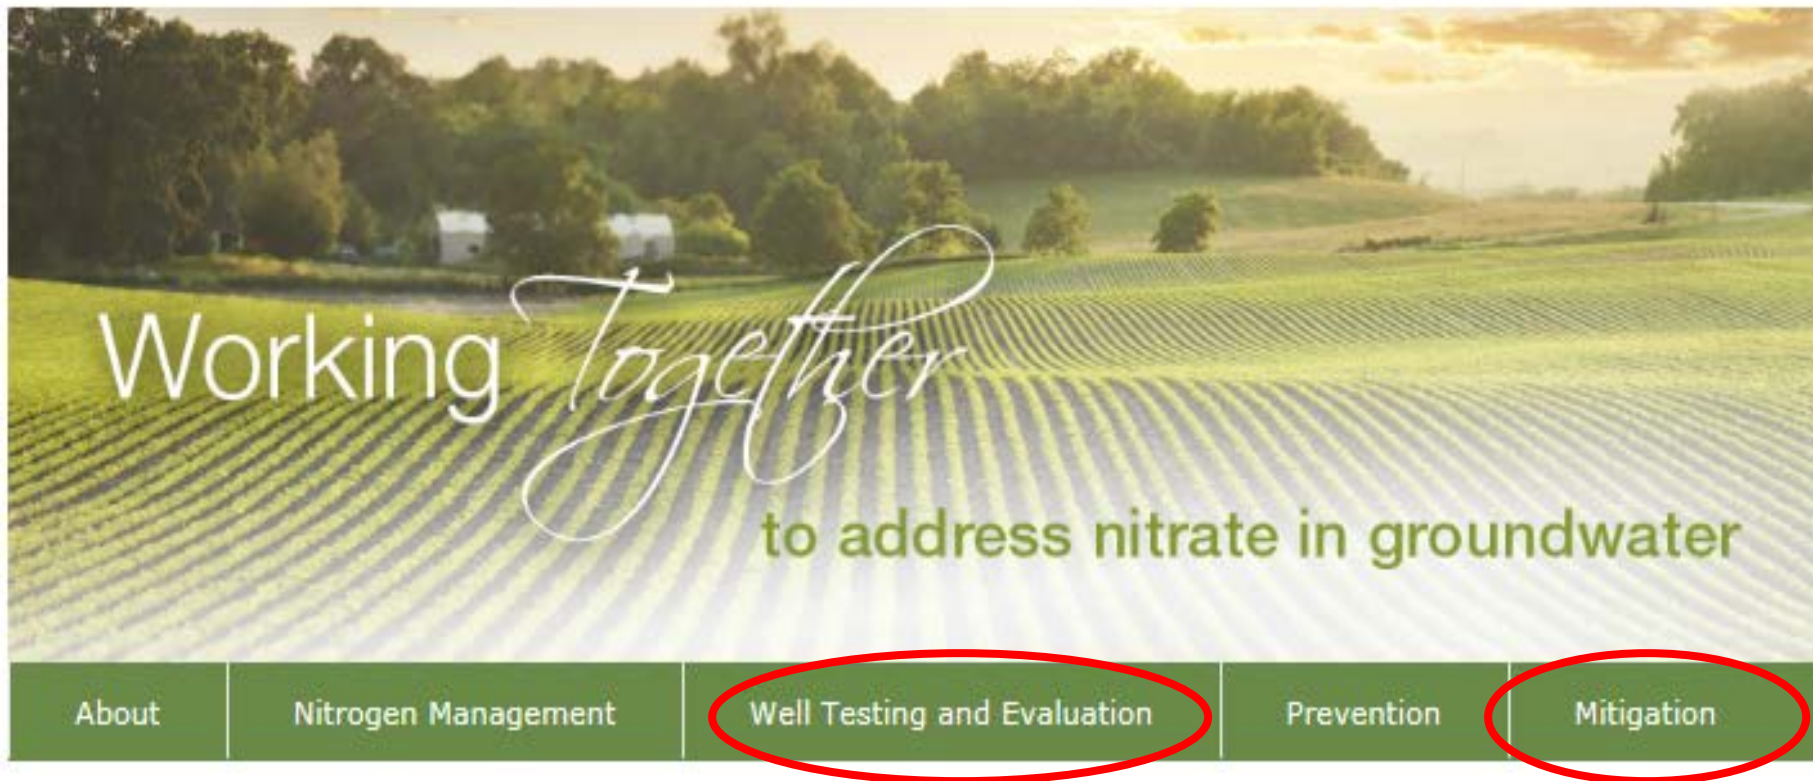 Working Together
to address nitrate in groundwater
About Nitrogen Management Well Testing and Evaluation Prevention Mitigation